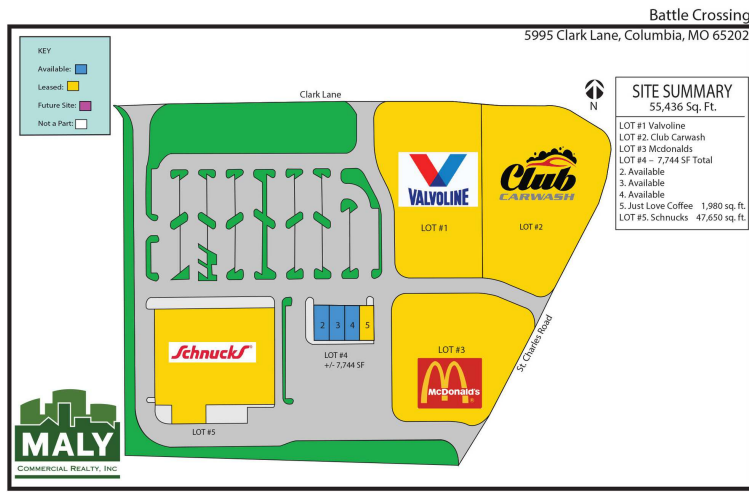 Battle Crossing
5995 Clark Lane, Columbia, MO 65202
KEY
Available:
Leased:
Future Site:
Not a Part:
Clark Lane
N
SITE SUMMARY
55,436 Sq. Ft.
LOT #1 Valvoline
LOT #2. Club Carwash
LOT #3 Mcdonalds
LOT #4 – 7,744 SF Total
2. Available
3. Available
4. Available
5. Just Love Coffee 1,980 sq. ft.
LOT #5. Schnucks 47,650 sq. ft.
VALVOLINE
LOT #1
Club
CARWASH
LOT #2
2 3 4 5
LOT #4
+/- 7,744 SF
Schnucks®
LOT #5
LOT #3
McDonald's
®
St. Charles Road
MALY
COMMERCIAL REALTY, INC